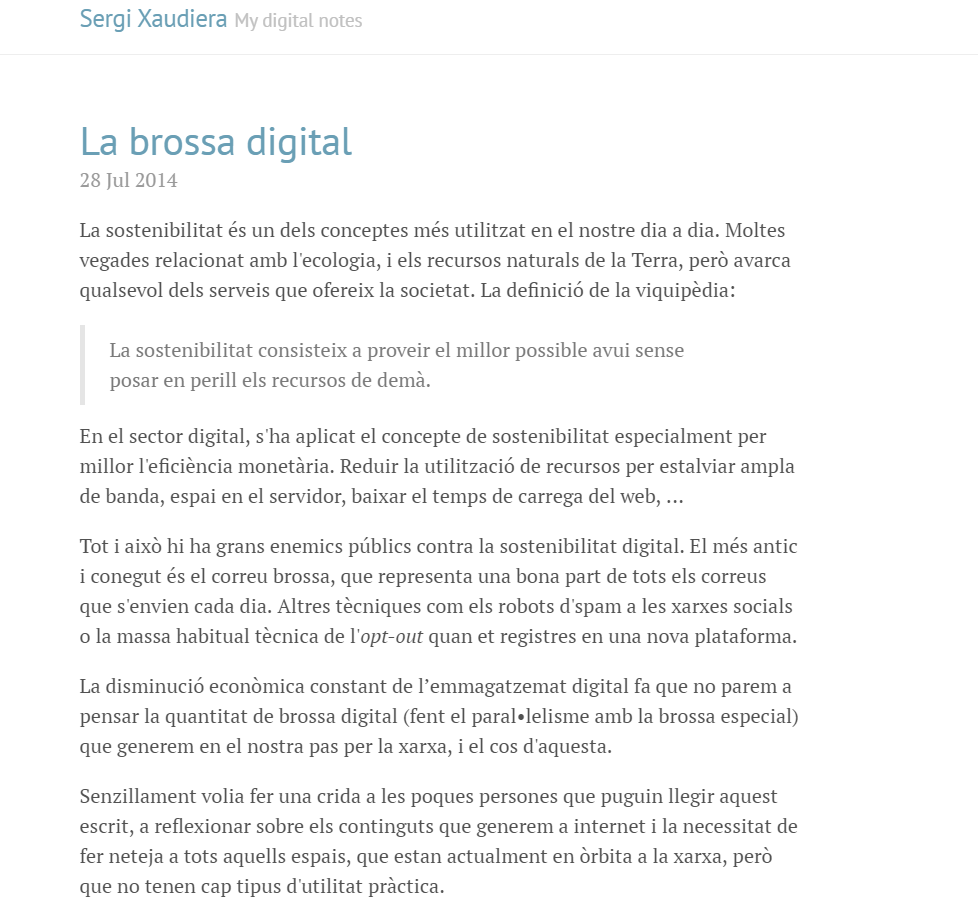 Sergi Xaudiera My digital notes
La brossa digital
28 Jul 2014
La sostenibilitat és un dels conceptes més utilitzat en el nostre dia a dia. Moltes
vegades relacionat amb l'ecologia, i els recursos naturals de la Terra, però avarca
qualsevol dels serveis que ofereix la societat. La definició de la viquipèdia:
La sostenibilitat consisteix a proveir el millor possible avui sense
posar en perill els recursos de demà.
En el sector digital, s'ha aplicat el concepte de sostenibilitat especialment per
millor l'eficiència monetària. Reduir la utilització de recursos per estalviar ampla
de banda, espai en el servidor, baixar el temps de carrega del web, …
Tot i això hi ha grans enemics públics contra la sostenibilitat digital. El més antic
i conegut és el correu brossa, que representa una bona part de tots els correus
que s'envien cada dia. Altres tècniques com els robots d'spam a les xarxes socials
o la massa habitual tècnica de l'opt-out quan et registres en una nova plataforma.
La disminució econòmica constant de l’emmagatzemat digital fa que no parem a
pensar la quantitat de brossa digital (fent el paral•lelisme amb la brossa especial)
que generem en el nostra pas per la xarxa, i el cos d'aquesta.
Senzillament volia fer una crida a les poques persones que puguin llegir aquest
escrit, a reflexionar sobre els continguts que generem a internet i la necessitat de
fer neteja a tots aquells espais, que estan actualment en òrbita a la xarxa, però
que no tenen cap tipus d'utilitat pràctica.